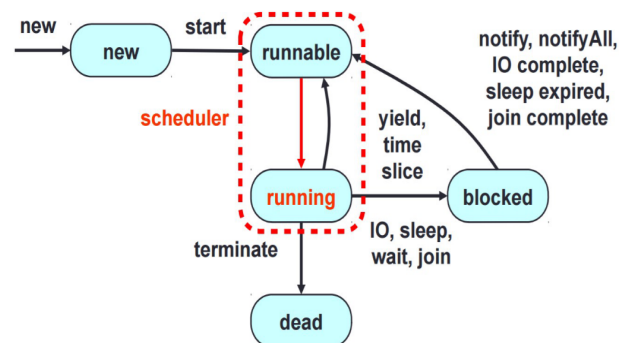 new
new
start
runnable
notify, notifyAll,
IO complete,
sleep expired,
join complete
scheduler
yield,
time
slice
running
blocked
IO, sleep,
wait, join
terminate
dead